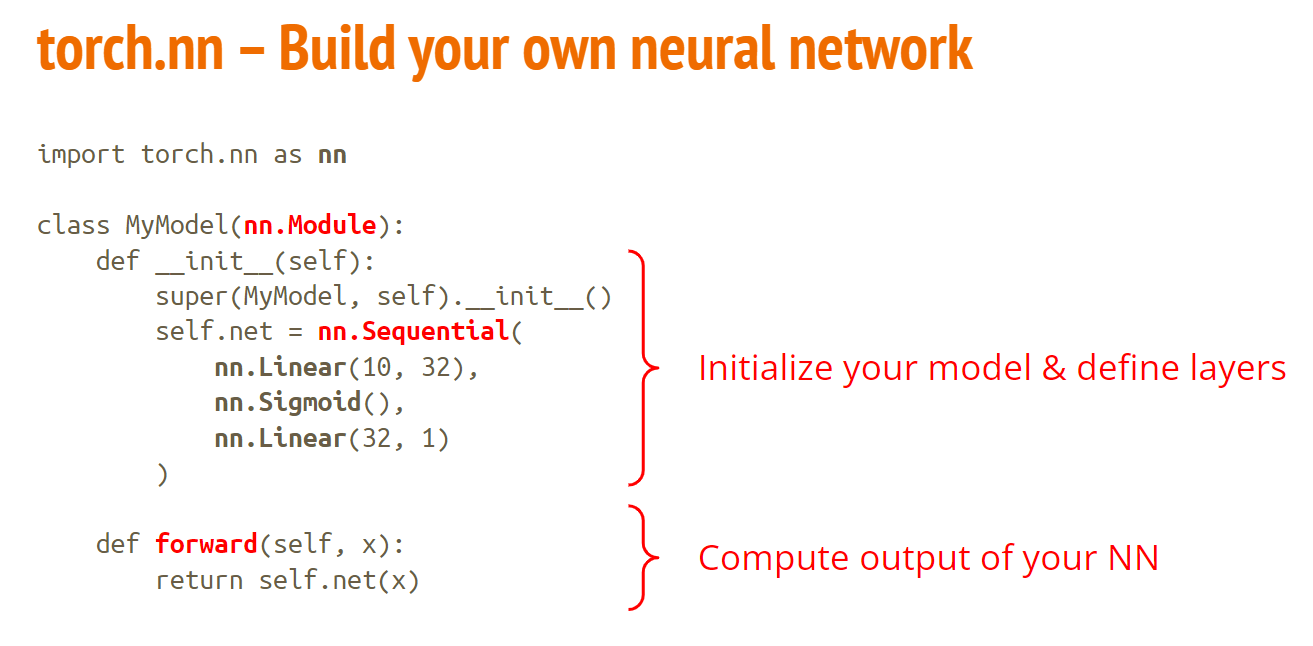 torch.nn – Build your own neural network
import torch.nn as nn
class MyModel(nn.Module):
    def __init__(self):
        super(MyModel, self).__init__()
        self.net = nn.Sequential(
            nn.Linear(10, 32),
            nn.Sigmoid(),
            nn.Linear(32, 1)
        )
Initialize your model & define layers
    def forward(self, x):
        return self.net(x)
Compute output of your NN